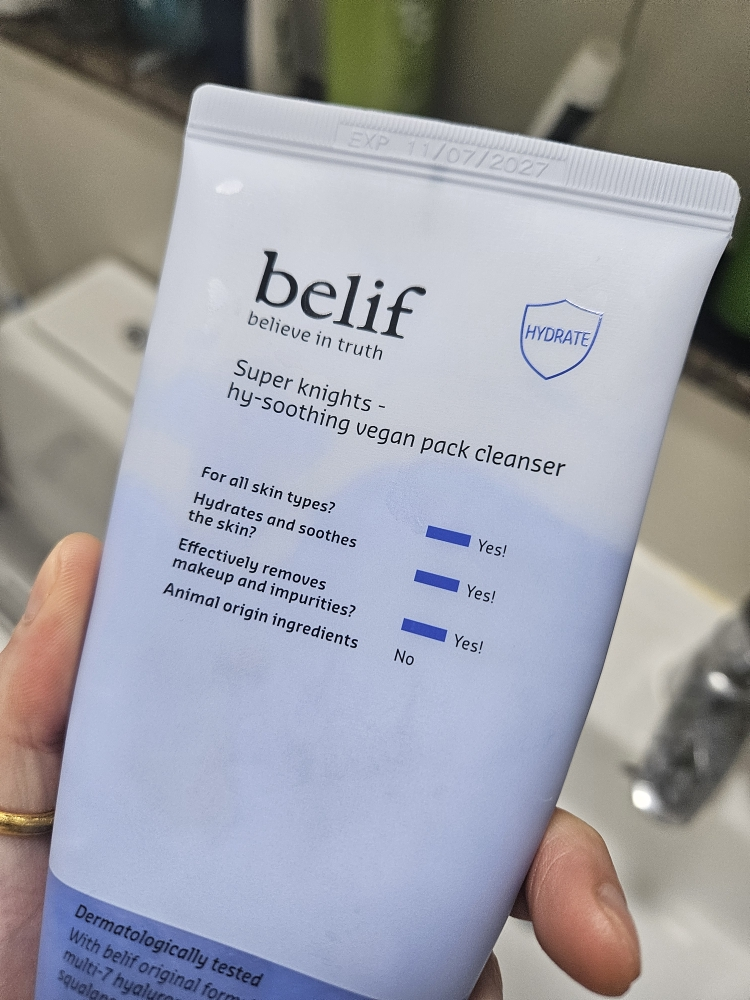 EXP 11/07/2027
belif
believe in truth
HYDRATE
Super knights -
hy-soothing vegan pack cleanser
For all skin types? Yes!
Hydrates and soothes
the skin? Yes!
Effectively removes
makeup and impurities? Yes!
Animal origin ingredients No
Dermatologically tested
With belif original
multi-7